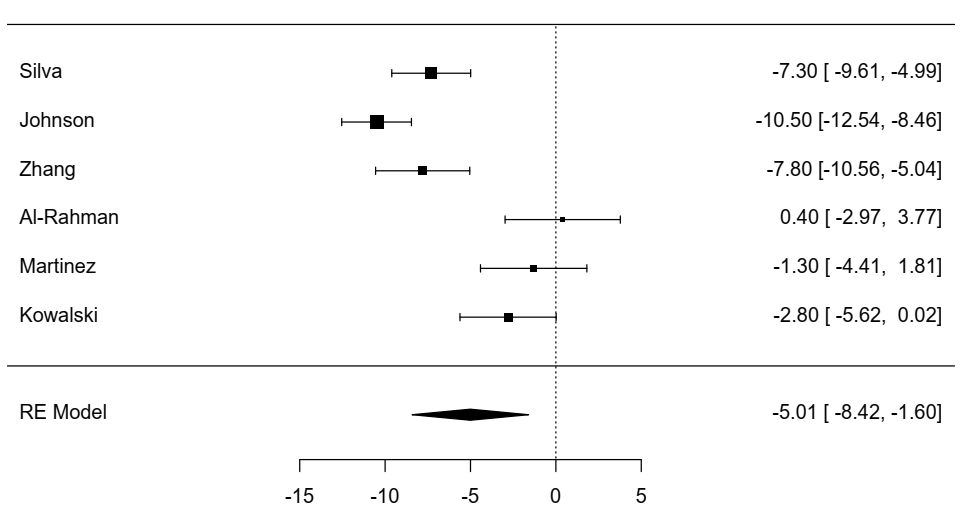 Silva -7.30 [ -9.61, -4.99]
Johnson -10.50 [-12.54, -8.46]
Zhang -7.80 [-10.56, -5.04]
Al-Rahman 0.40 [ -2.97, 3.77]
Martinez -1.30 [ -4.41, 1.81]
Kowalski -2.80 [ -5.62, 0.02]
RE Model -5.01 [ -8.42, -1.60]
-15 -10 -5 0 5